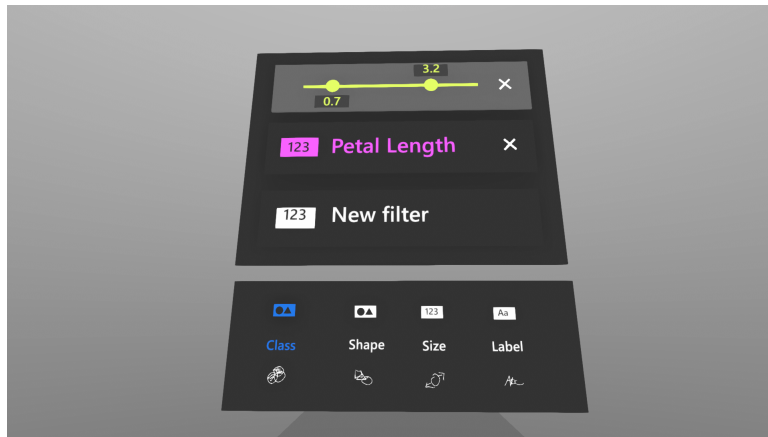 3.2
0.7
123 Petal Length
123 New filter
123 Aa
Class Shape Size Label